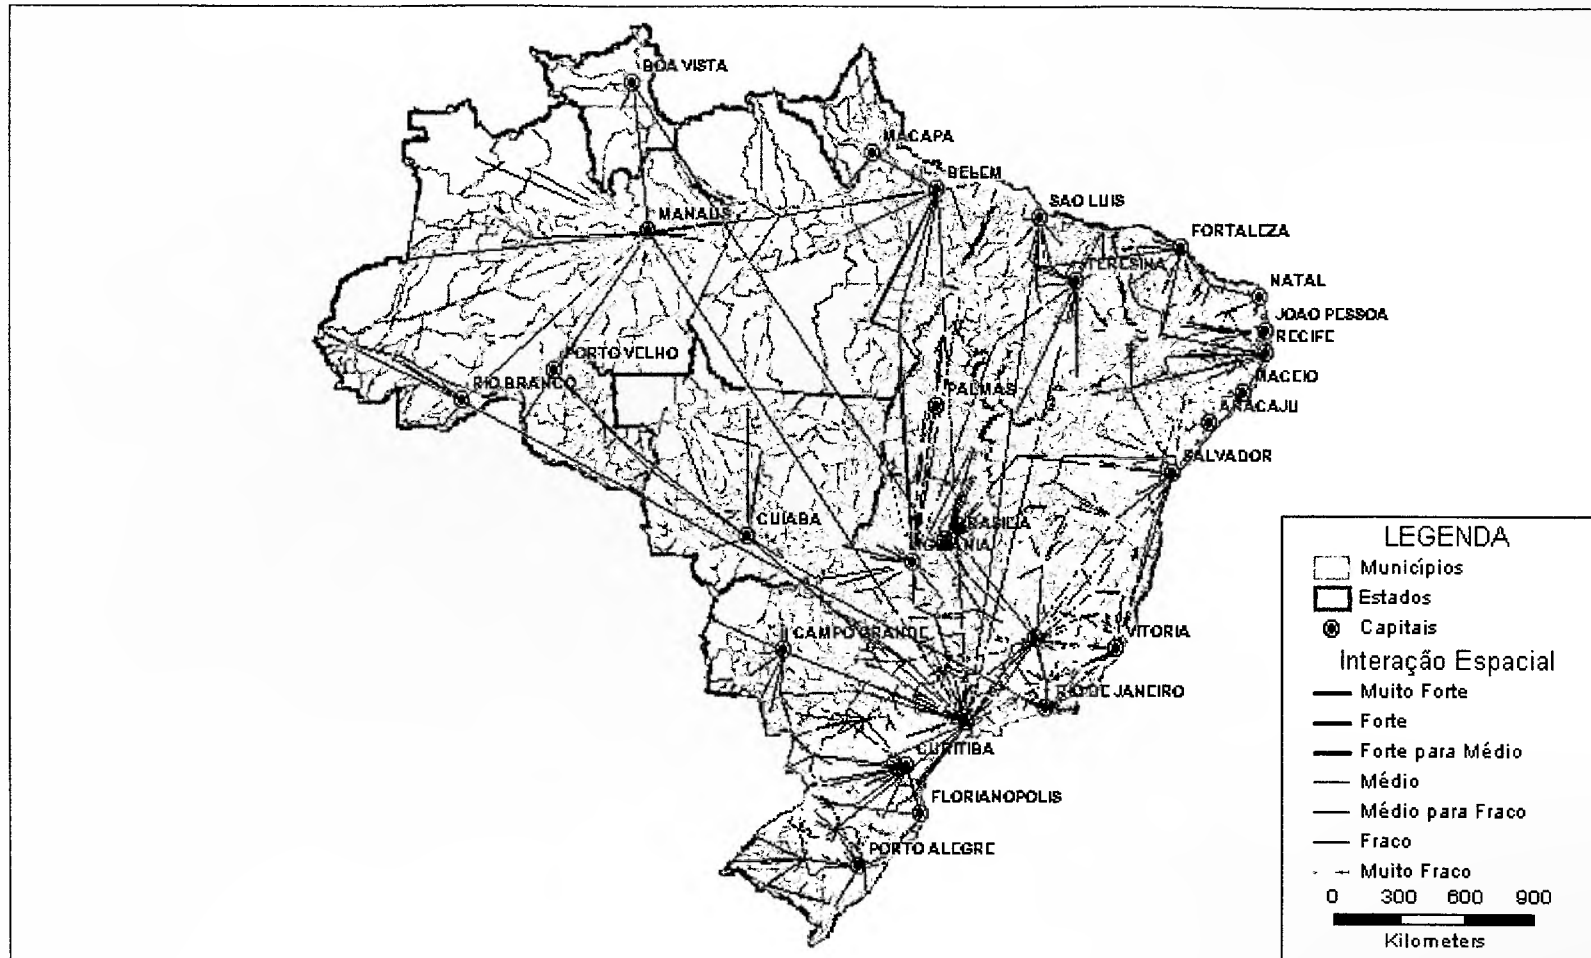 BOA VISTA
MACAPA
BELEM
SAO LUIS
MANAUS
FORTALEZA
TERESINA
NATAL
JOAO PESSOA
RECIFE
PORTO VELHO
RIO BRANCO
PALMAS
MACEIO
ARACAJU
SALVADOR
CUIABA
BRASILIA
GOIANIA
CAMPO GRANDE
VITORIA
RIO DE JANEIRO
CURITIBA
FLORIANOPOLIS
PORTO ALEGRE
LEGENDA
Municípios
Estados
Capitais
Interação Espacial
Muito Forte
Forte
Forte para Médio
Médio
Médio para Fraco
Fraco
Muito Fraco
0 300 600 900
Kilometers